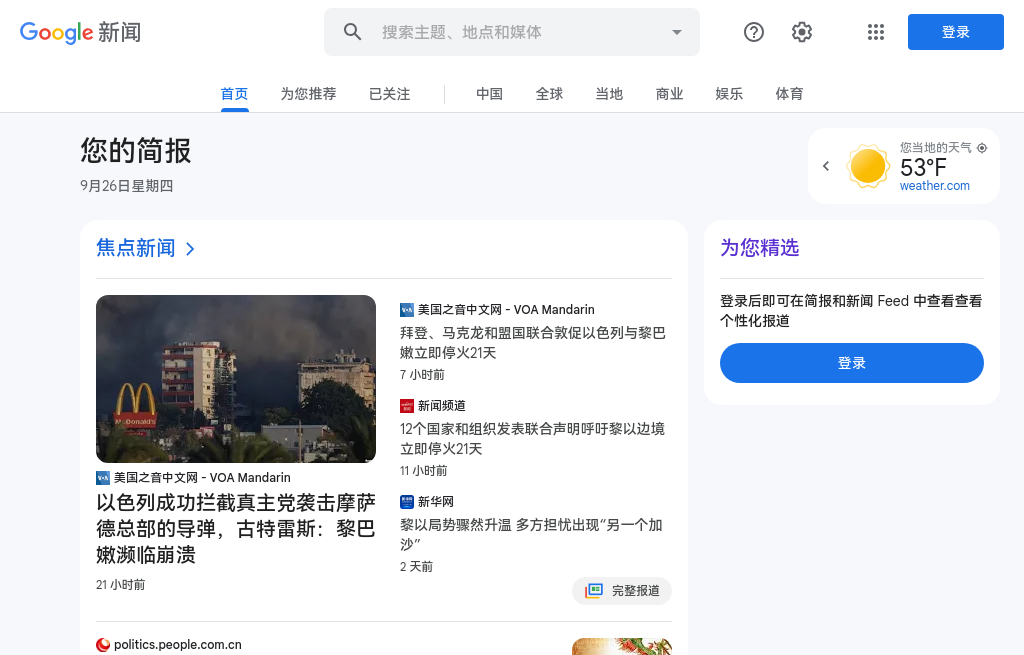 Google 新闻
搜索主题、地点和媒体
登录
首页
为您推荐
已关注
中国
全球
当地
商业
娱乐
体育
您的简报
9月26日星期四
您当地的天气
53°F
weather.com
焦点新闻
McDonald's
VOA 美国之音中文网 - VOA Mandarin
以色列成功拦截真主党袭击摩萨
德总部的导弹，古特雷斯：黎巴
嫩濒临崩溃
21 小时前
VOA 美国之音中文网 - VOA Mandarin
拜登、马克龙和盟国联合敦促以色列与黎巴
嫩立即停火21天
7 小时前
新闻频道
12个国家和组织发表联合声明呼吁黎以边境
立即停火21天
11 小时前
新华网
黎以局势骤然升温 多方担忧出现“另一个加
沙”
2 天前
完整报道
politics.people.com.cn
为您精选
登录后即可在简报和新闻 Feed 中查看查看
个性化报道
登录